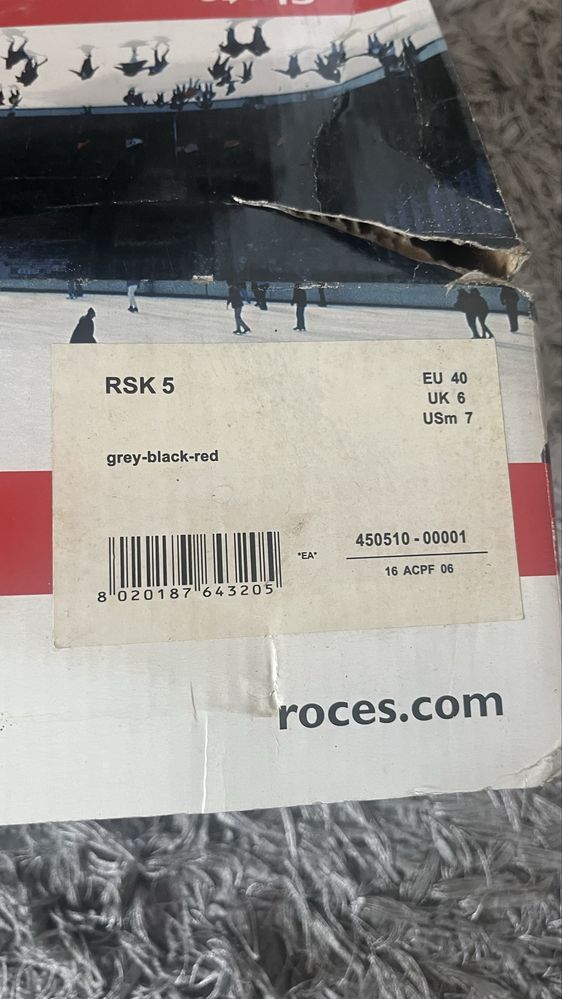 RSK 5
EU 40
UK 6
USm 7
grey-black-red
8 020187 643205
*EA*
450510 - 00001
16 ACPF 06
roces.com